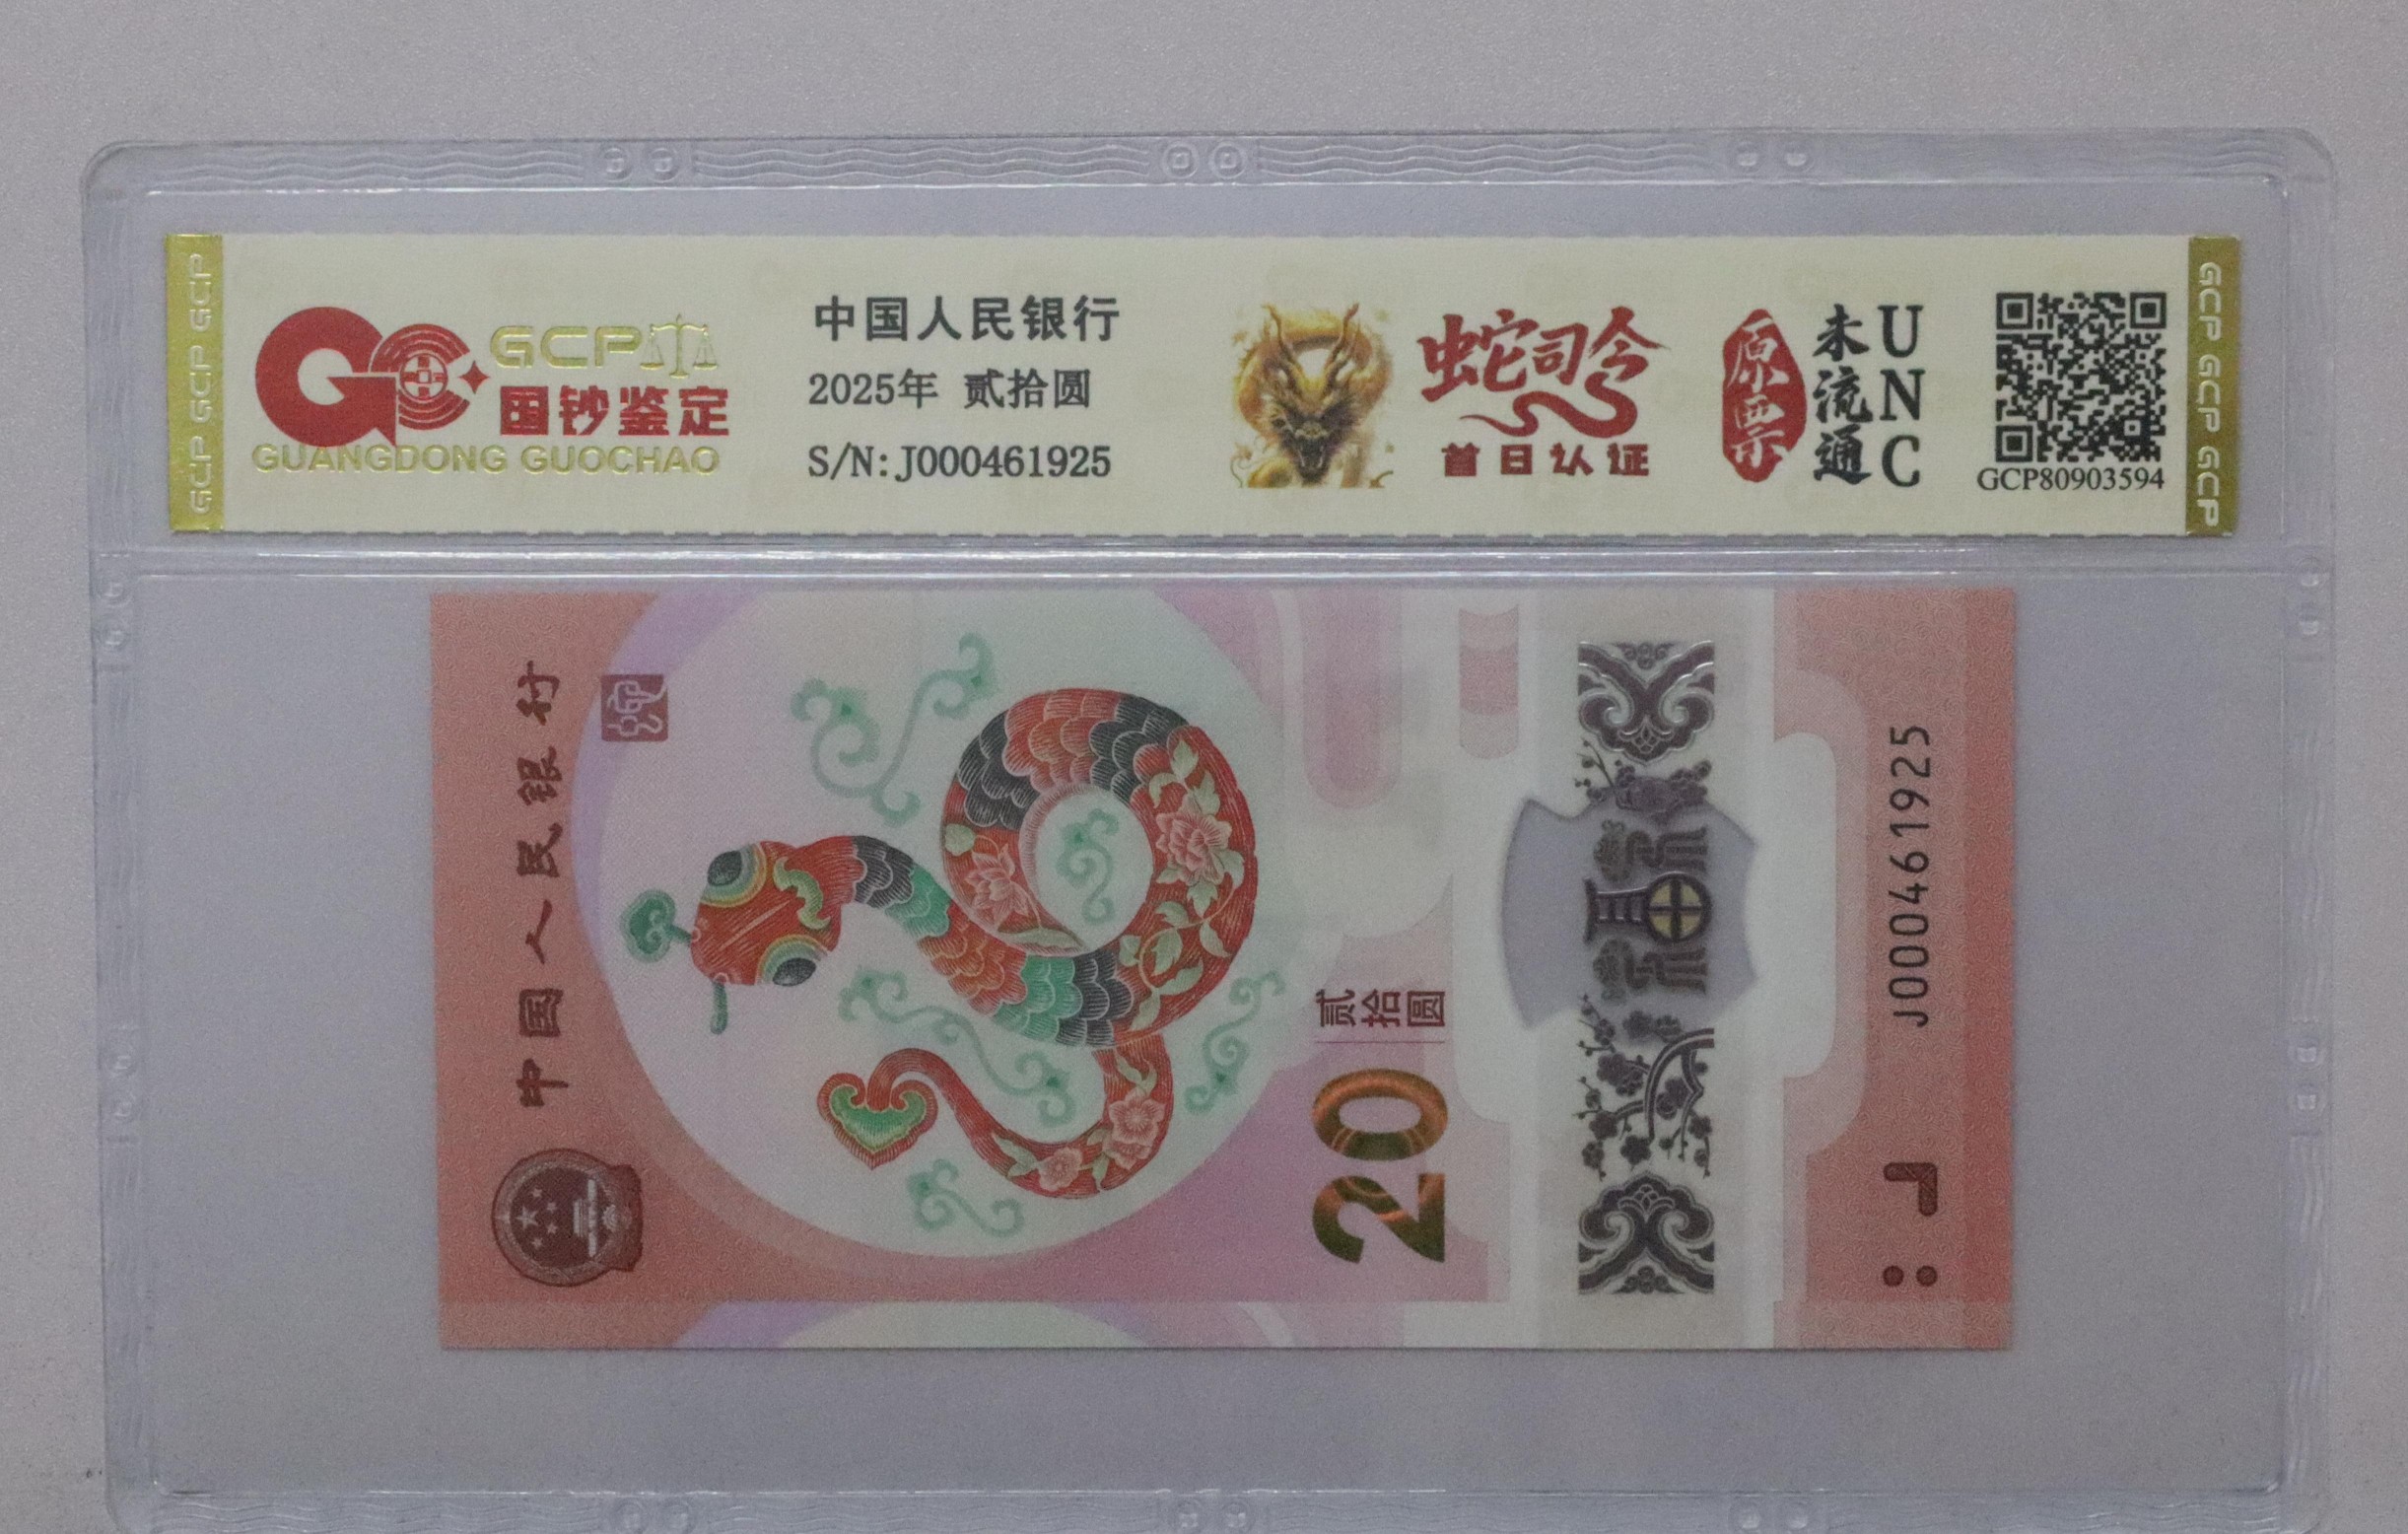 GCP GCP GCP
GCP
国钞鉴定
GUANGDONG GUOCHAO
中国人民银行
2025年 贰拾圆
S/N:J000461925
蛇司令
首日认证
原票
未流通
UNC
GCP80903594
GCP GCP GCP GCP
中国人民银行
贰拾圆
20
福
J000461925